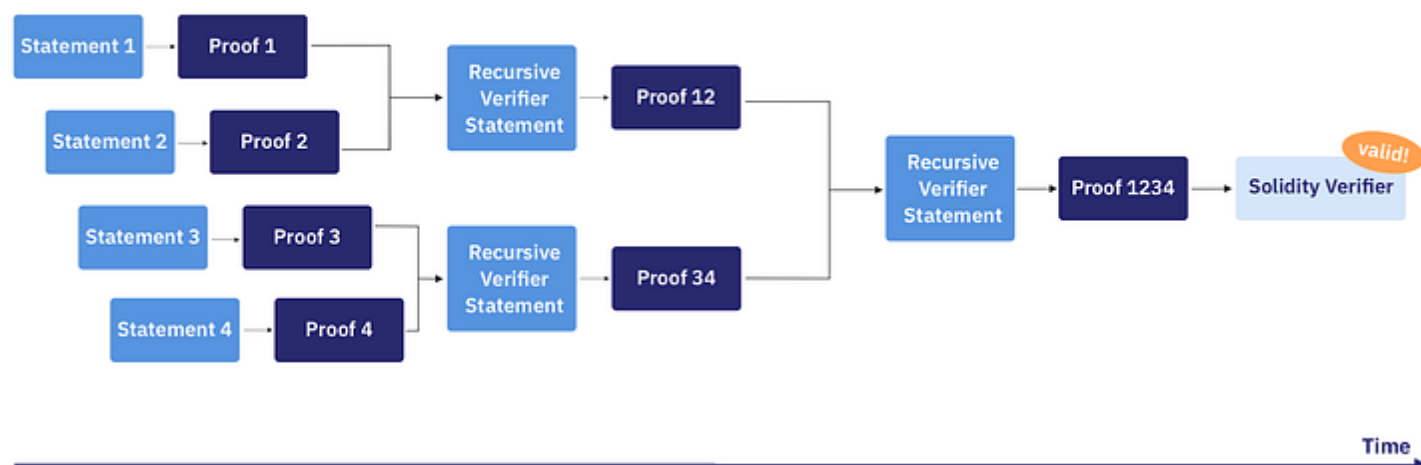 Statement 1
Proof 1
Statement 2
Proof 2
Statement 3
Proof 3
Statement 4
Proof 4
Recursive
Verifier
Statement
Proof 12
Recursive
Verifier
Statement
Proof 34
Recursive
Verifier
Statement
Proof 1234
valid!
Solidity Verifier
Time